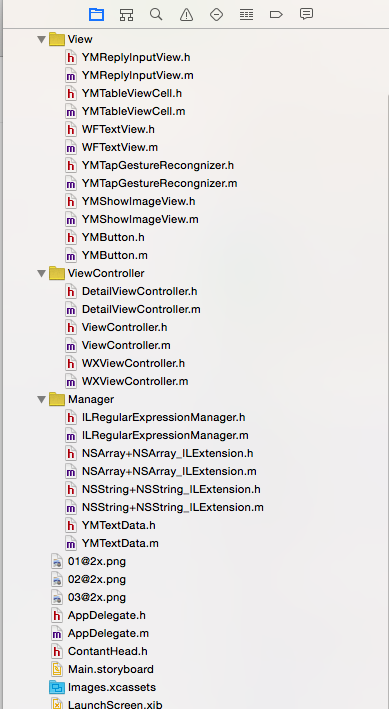 View
YMReplyInputView.h
YMReplyInputView.m
YMTableViewCell.h
YMTableViewCell.m
WFTextView.h
WFTextView.m
YMTapGestureRecongnizer.h
YMTapGestureRecongnizer.m
YMShowImageView.h
YMShowImageView.m
YMButton.h
YMButton.m
ViewController
DetailViewController.h
DetailViewController.m
ViewController.h
ViewController.m
WXViewController.h
WXViewController.m
Manager
ILRegularExpressionManager.h
ILRegularExpressionManager.m
NSArray+NSArray_ILExtension.h
NSArray+NSArray_ILExtension.m
NSString+NSString_ILExtension.h
NSString+NSString_ILExtension.m
YMTextData.h
YMTextData.m
01@2x.png
02@2x.png
03@2x.png
AppDelegate.h
AppDelegate.m
ContantHead.h
Main.storyboard
Images.xcassets
LaunchScreen.xib